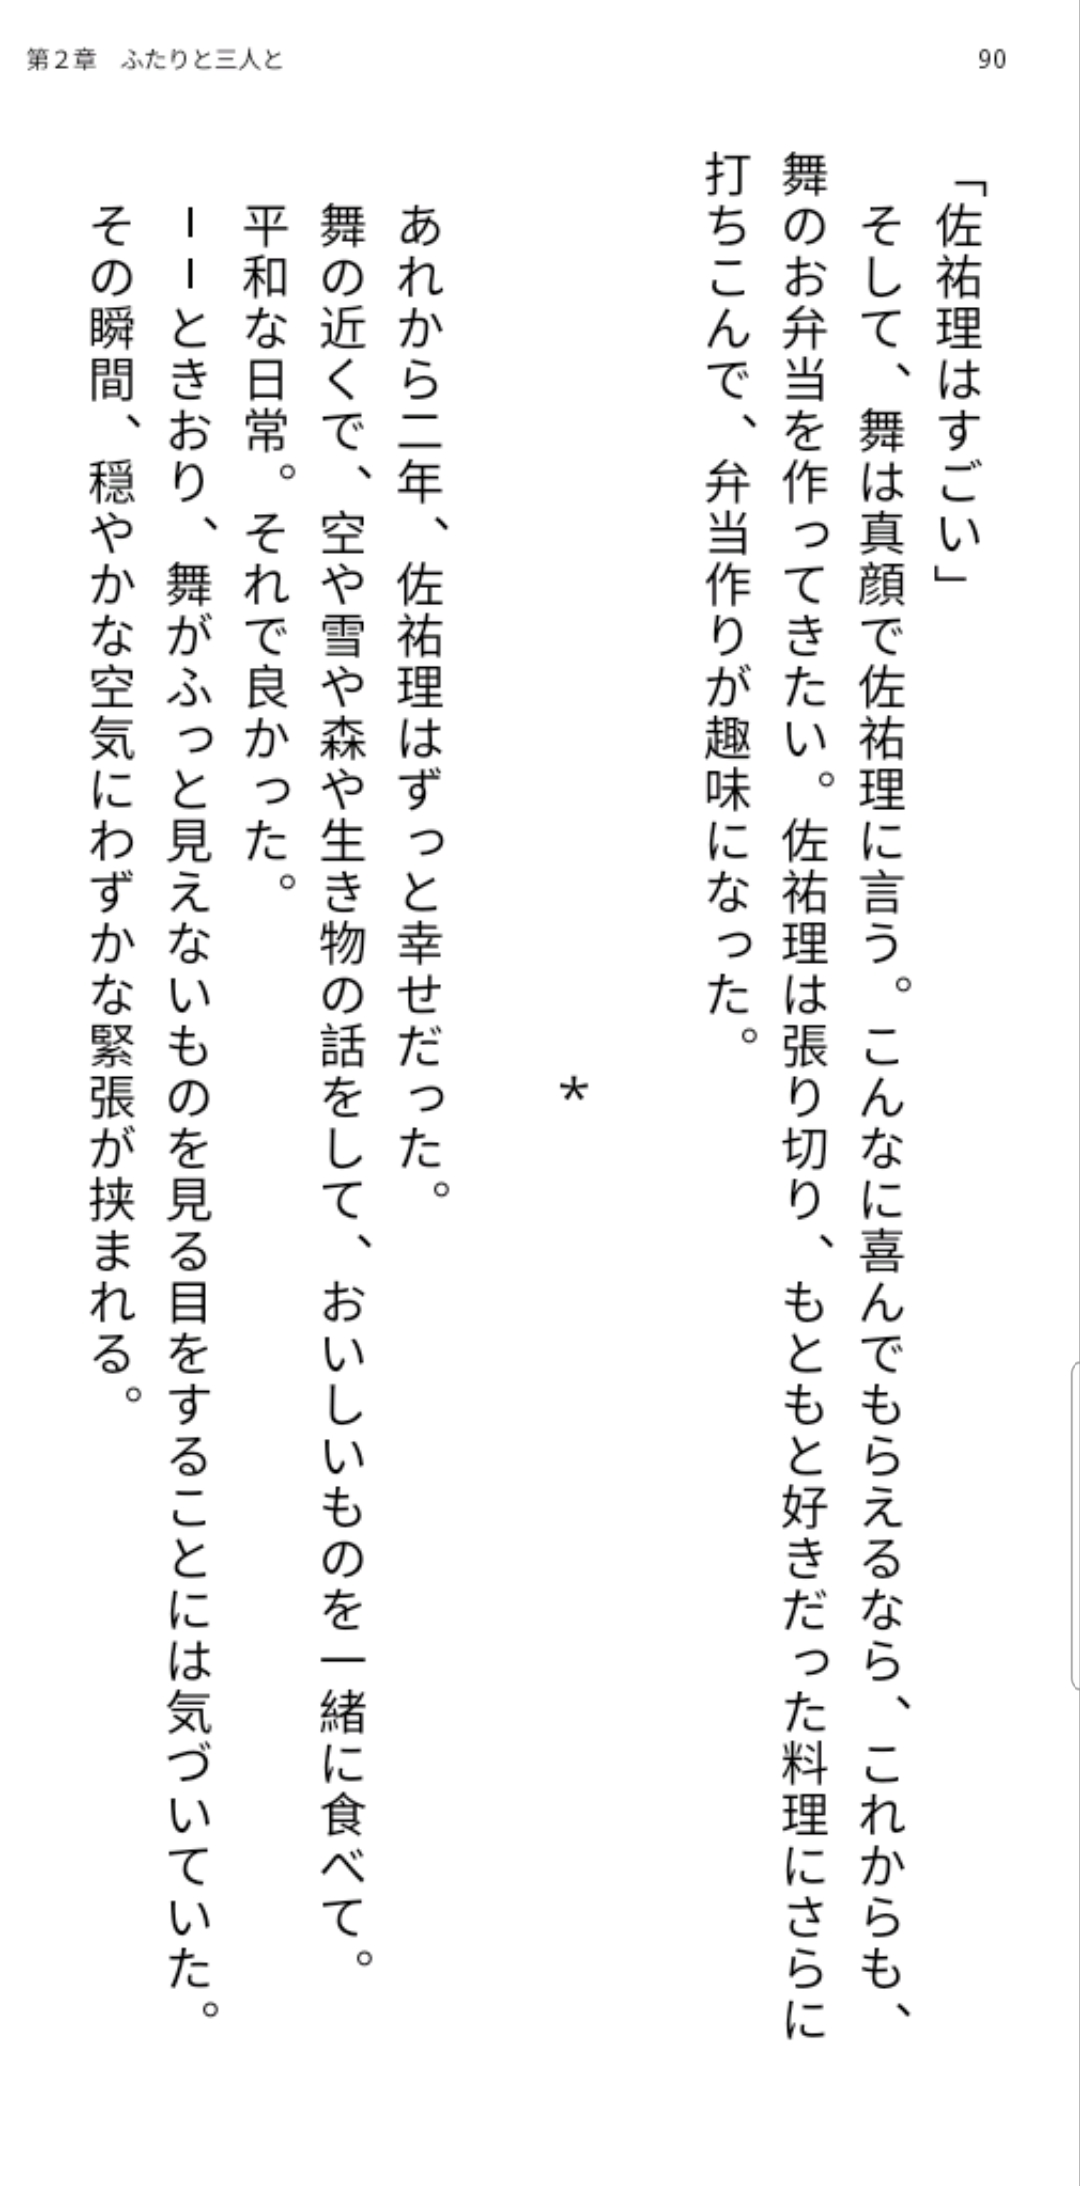 第２章　ふたりと三人と
90
「佐祐理はすごい」
　そして、舞は真顔で佐祐理に言う。こんなに喜んでもらえるなら、これからも、
舞のお弁当を作ってきたい。佐祐理は張り切り、もともと好きだった料理にさらに
打ちこんで、弁当作りが趣味になった。
＊
　あれから二年、佐祐理はずっと幸せだった。
　舞の近くで、空や雪や森や生き物の話をして、おいしいものを一緒に食べて。
　平和な日常。それで良かった。
　――ときおり、舞がふっと見えないものを見る目をすることには気づいていた。
　その瞬間、穏やかな空気にわずかな緊張が挟まれる。